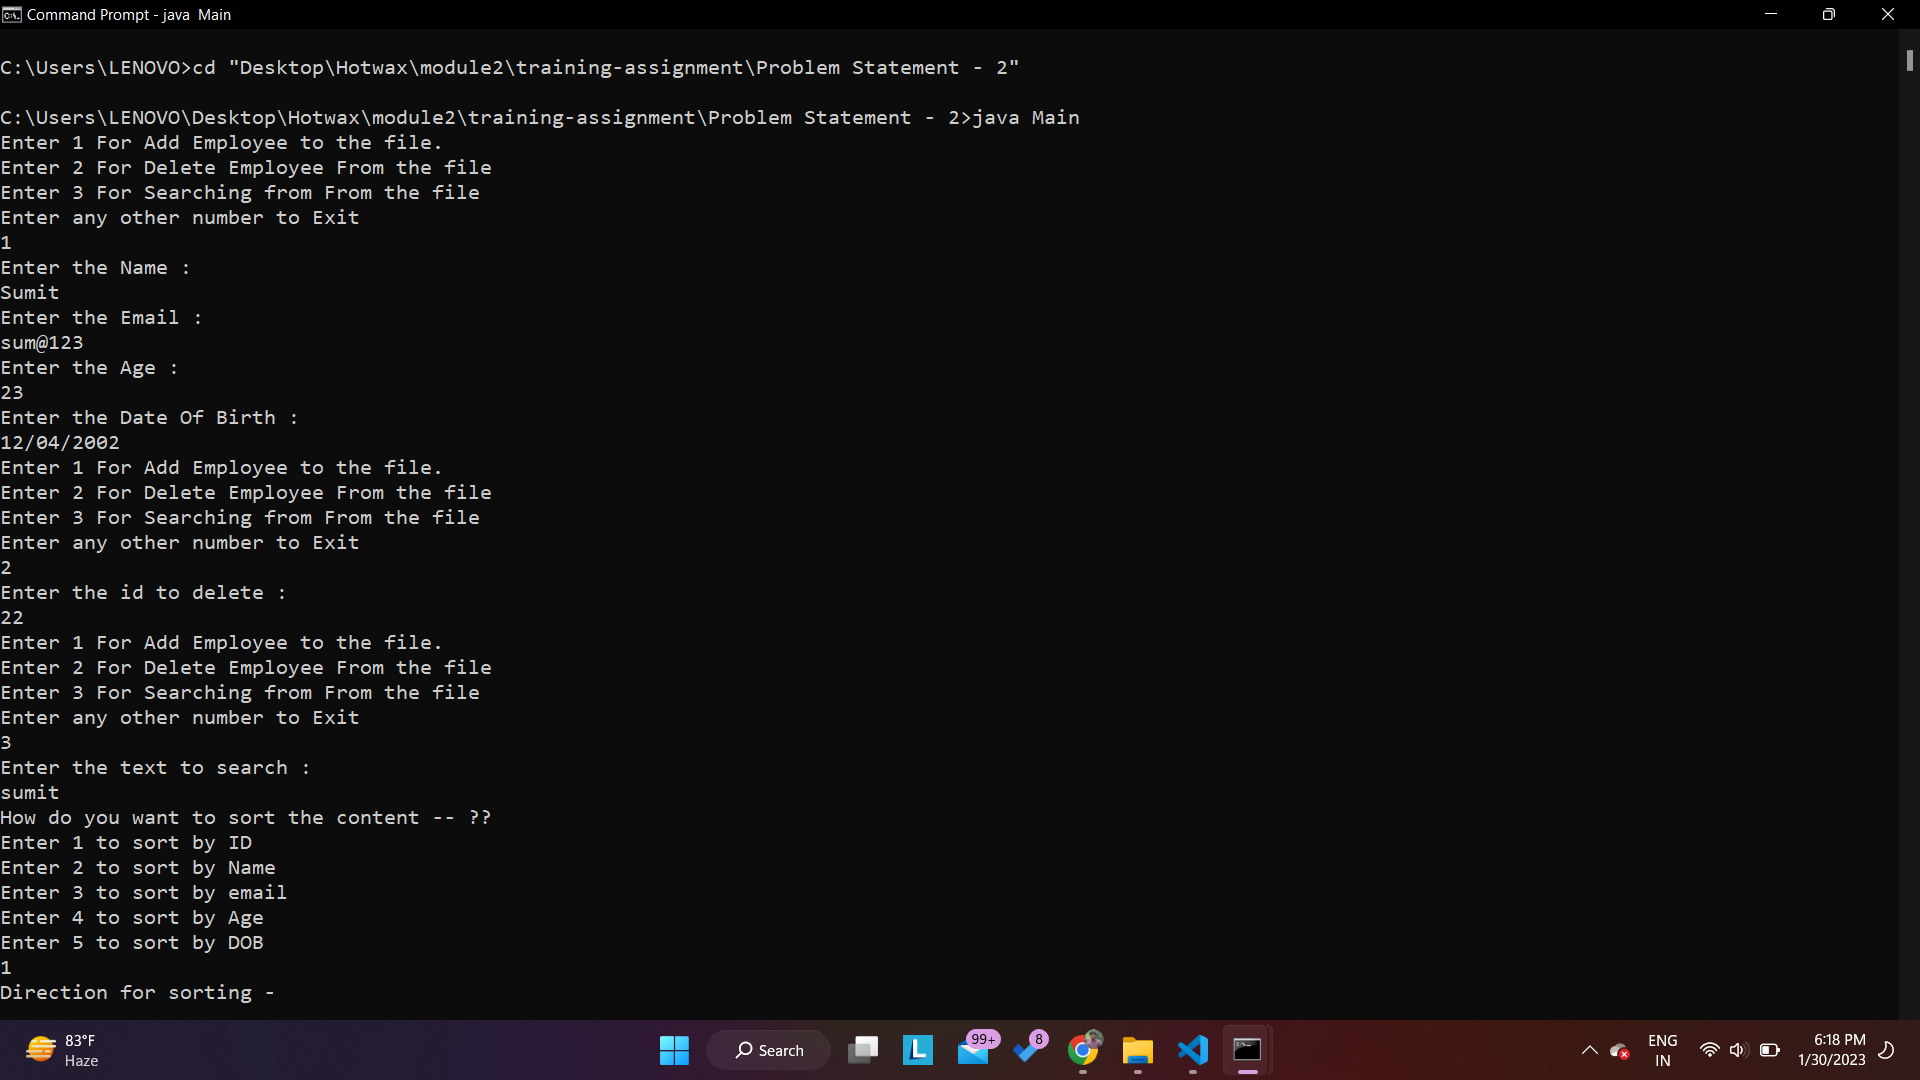 Command Prompt - java  Main
C:\Users\LENOVO>cd "Desktop\Hotwax\module2\training-assignment\Problem Statement - 2"
C:\Users\LENOVO\Desktop\Hotwax\module2\training-assignment\Problem Statement - 2>java Main
Enter 1 For Add Employee to the file.
Enter 2 For Delete Employee From the file
Enter 3 For Searching from From the file
Enter any other number to Exit
1
Enter the Name :
Sumit
Enter the Email :
sum@123
Enter the Age :
23
Enter the Date Of Birth :
12/04/2002
Enter 1 For Add Employee to the file.
Enter 2 For Delete Employee From the file
Enter 3 For Searching from From the file
Enter any other number to Exit
2
Enter the id to delete :
22
Enter 1 For Add Employee to the file.
Enter 2 For Delete Employee From the file
Enter 3 For Searching from From the file
Enter any other number to Exit
3
Enter the text to search :
sumit
How do you want to sort the content -- ??
Enter 1 to sort by ID
Enter 2 to sort by Name
Enter 3 to sort by email
Enter 4 to sort by Age
Enter 5 to sort by DOB
1
Direction for sorting -
83°F
Haze
Search
L
99+
8
ENG
IN
6:18 PM
1/30/2023